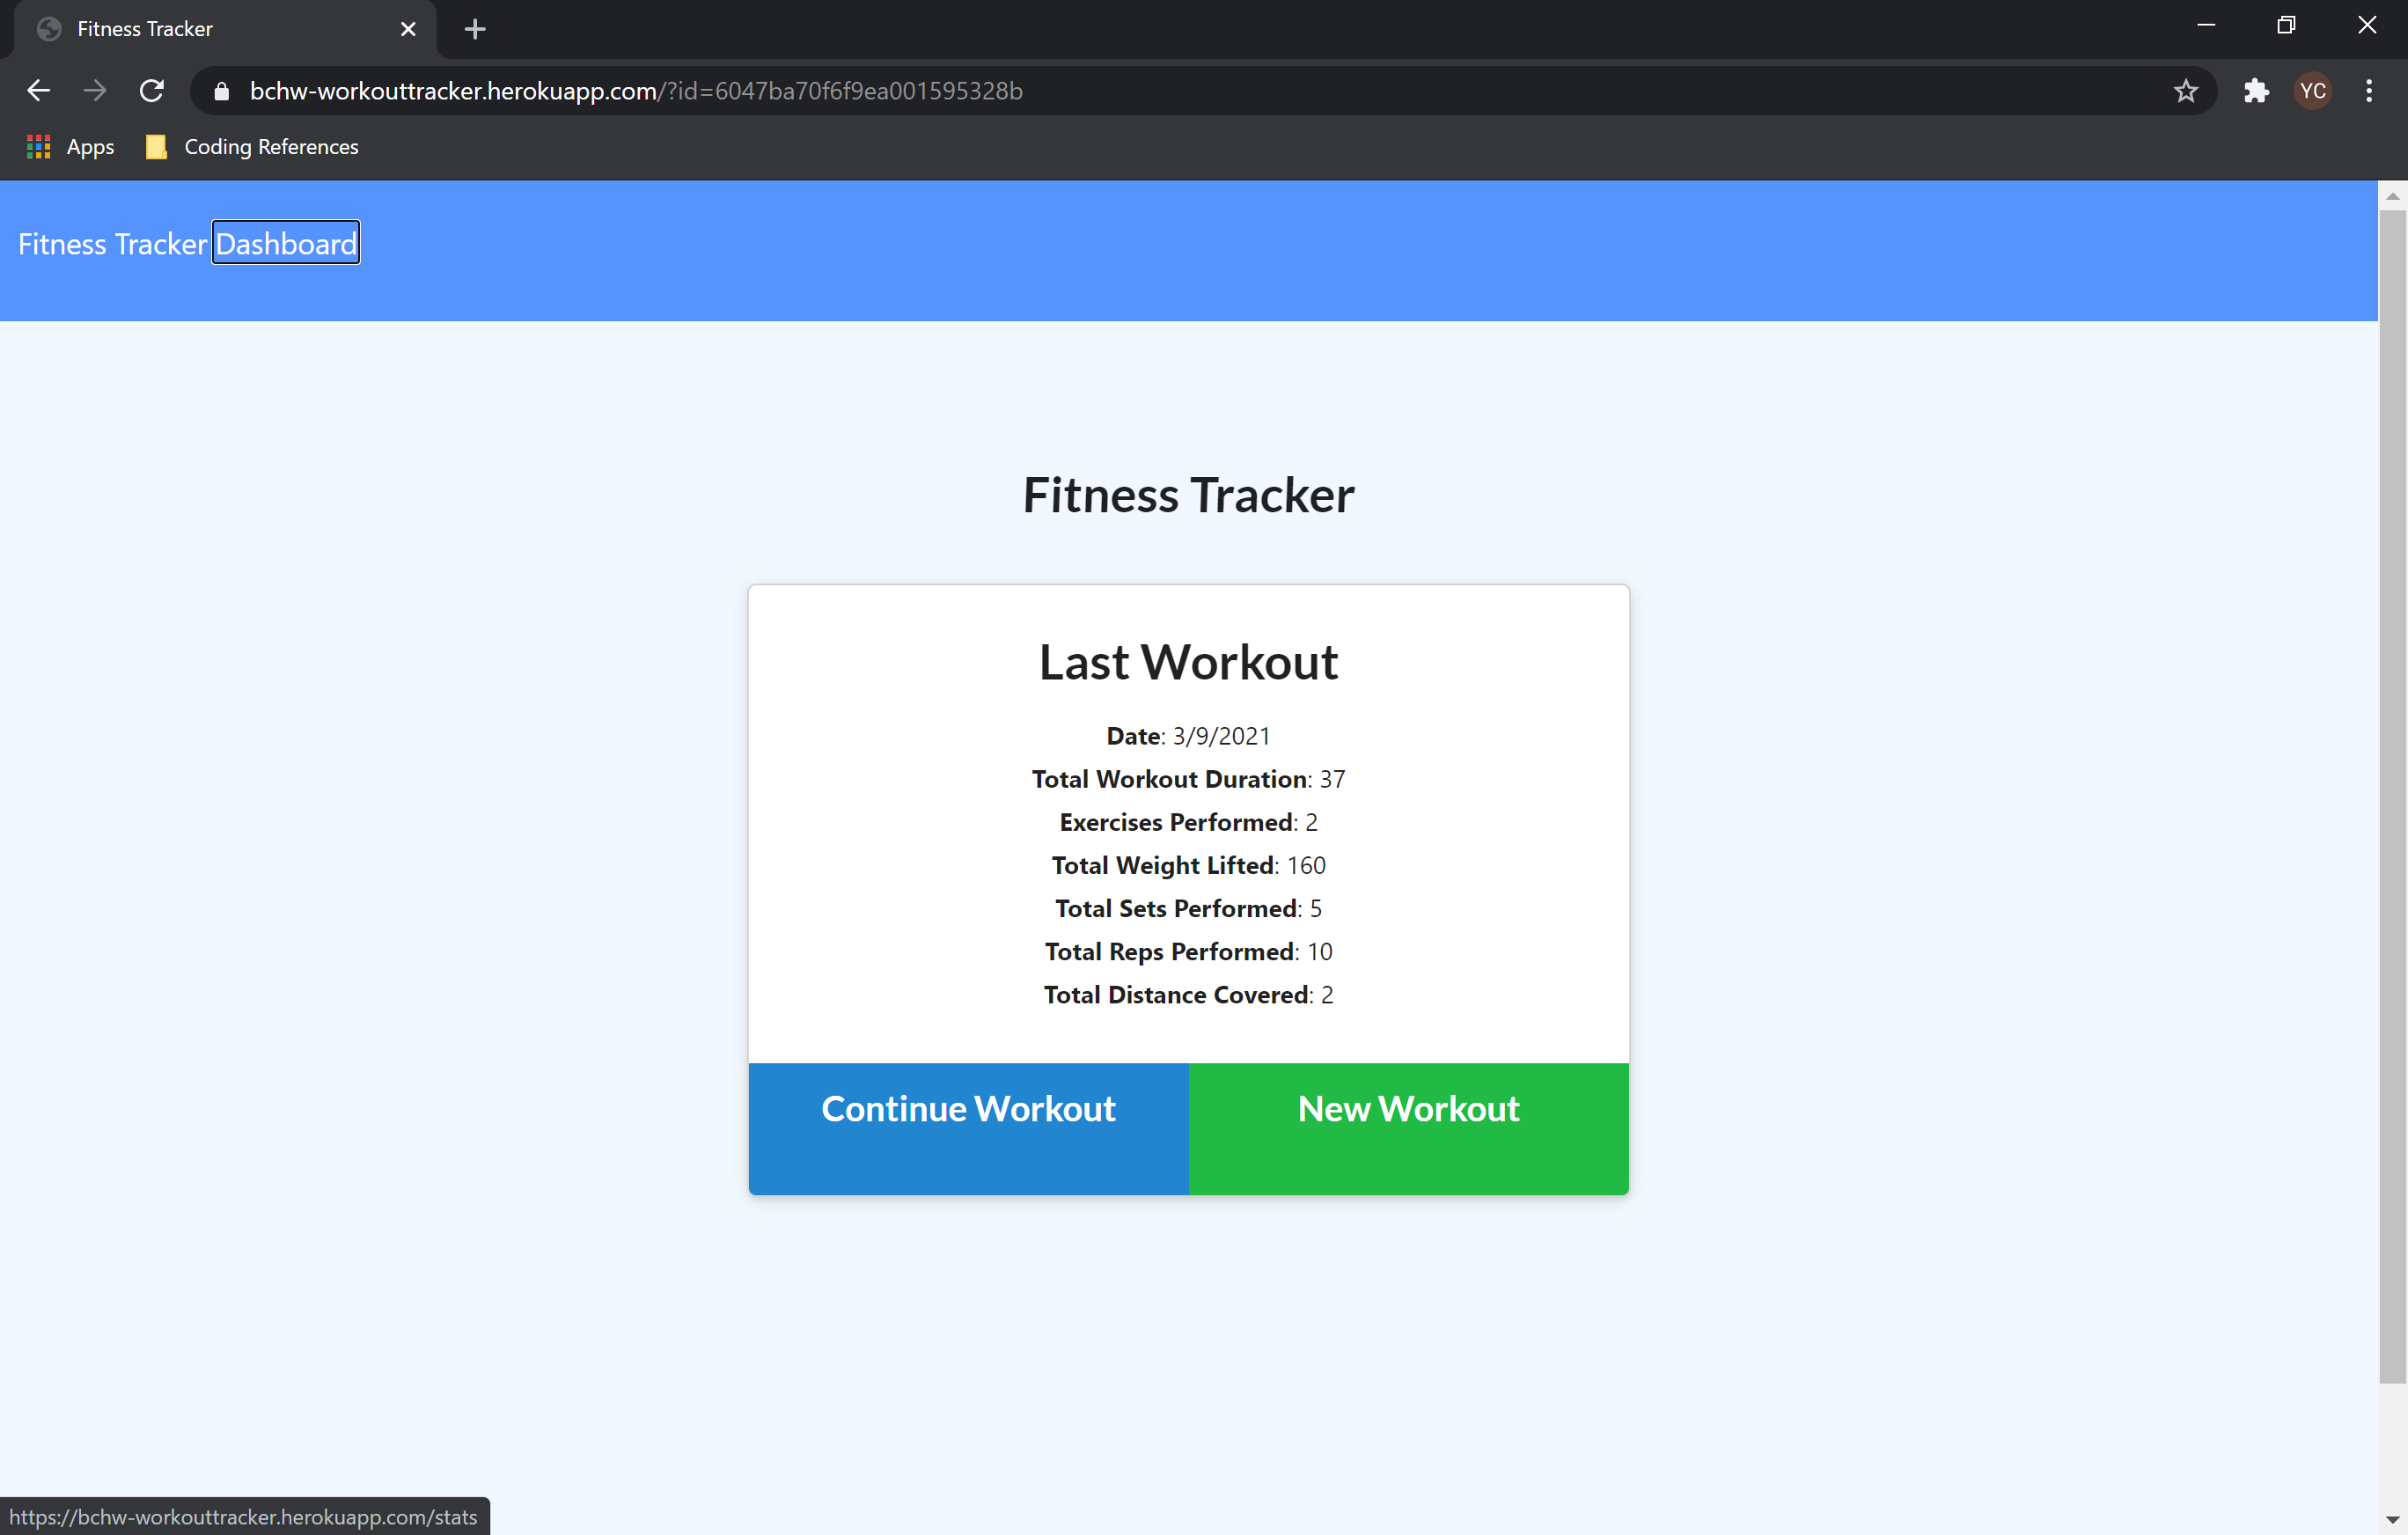 Fitness Tracker
bchw-workouttracker.herokuapp.com/?id=6047ba70f6f9ea001595328b
YC
Apps
Coding References
Fitness Tracker Dashboard
Fitness Tracker
Last Workout
Date: 3/9/2021
Total Workout Duration: 37
Exercises Performed: 2
Total Weight Lifted: 160
Total Sets Performed: 5
Total Reps Performed: 10
Total Distance Covered: 2
Continue Workout
New Workout
https://bchw-workouttracker.herokuapp.com/stats